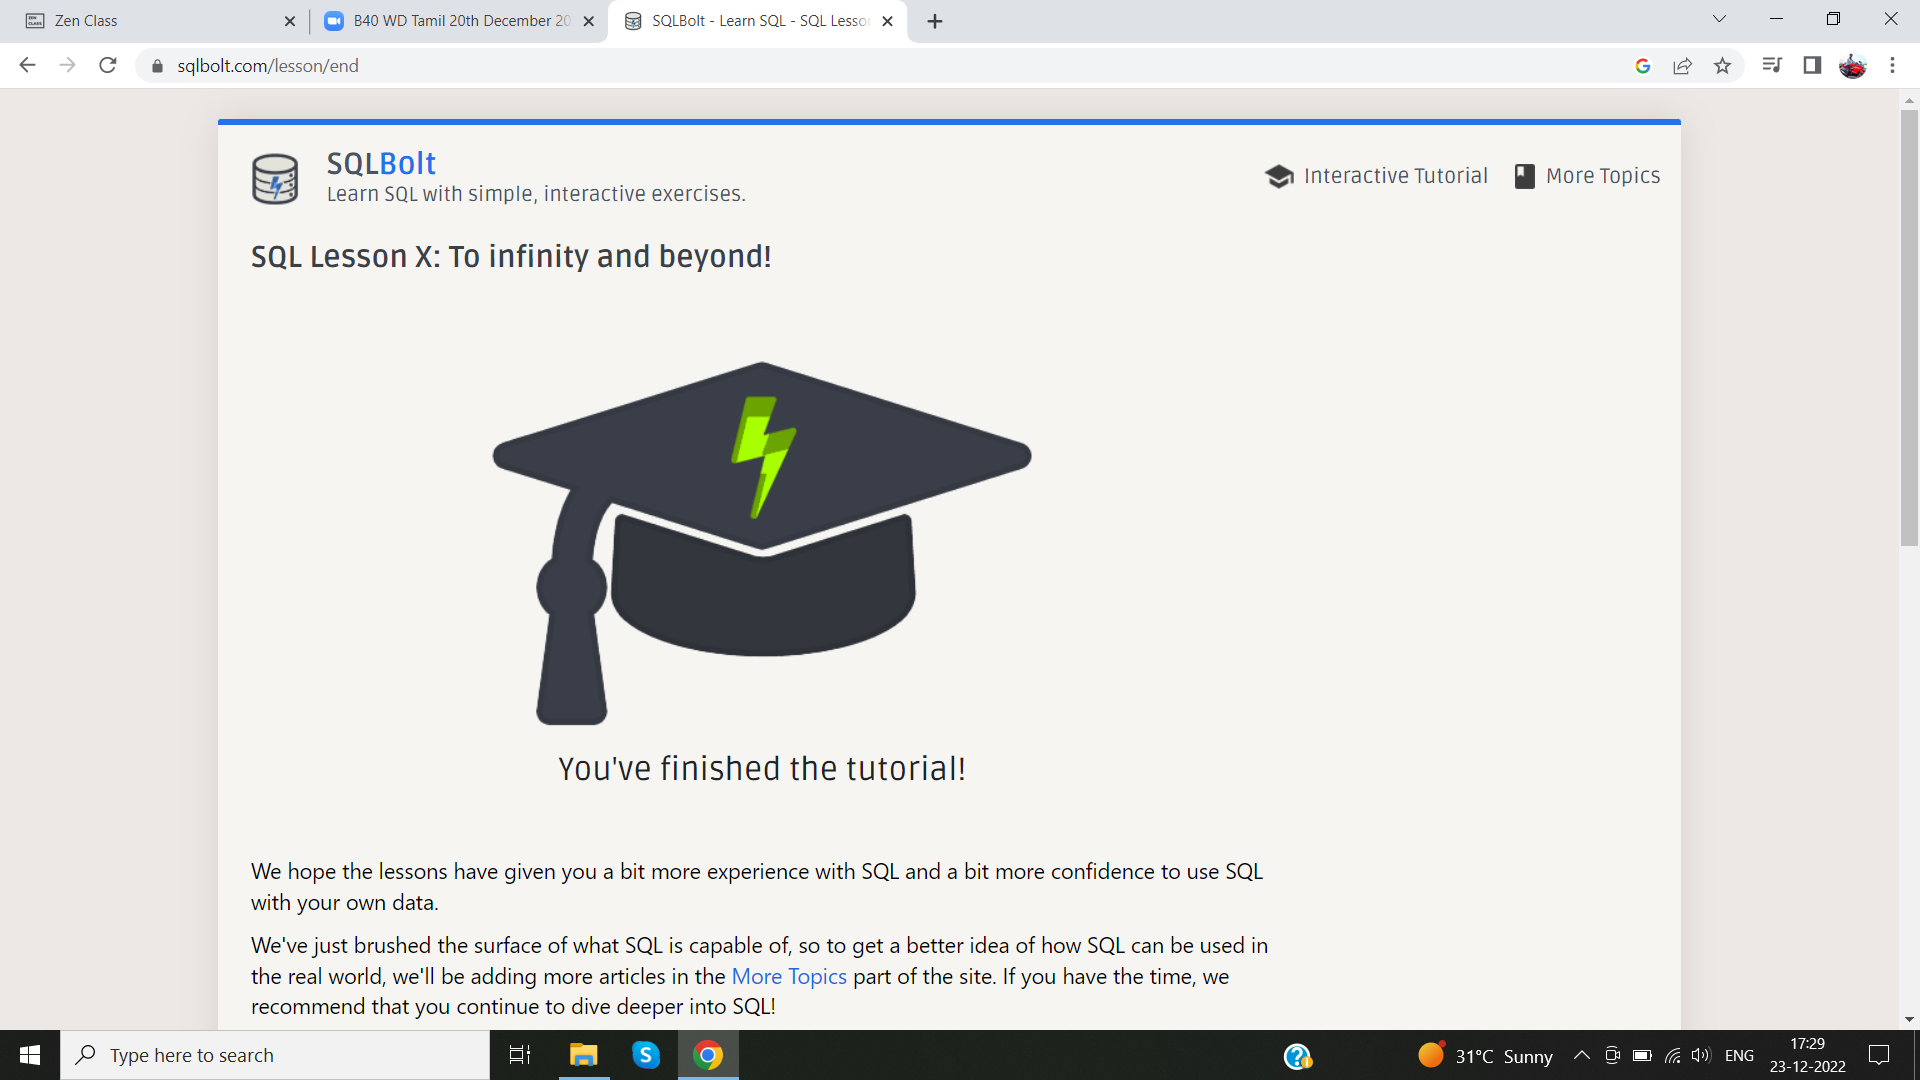 Zen Class
B40 WD Tamil 20th December 20
SQLBolt - Learn SQL - SQL Lesson
sqlbolt.com/lesson/end
SQLBolt
Learn SQL with simple, interactive exercises.
Interactive Tutorial
More Topics
SQL Lesson X: To infinity and beyond!
You've finished the tutorial!
We hope the lessons have given you a bit more experience with SQL and a bit more confidence to use SQL
with your own data.
We've just brushed the surface of what SQL is capable of, so to get a better idea of how SQL can be used in
the real world, we'll be adding more articles in the More Topics part of the site. If you have the time, we
recommend that you continue to dive deeper into SQL!
Type here to search
31°C Sunny
ENG
17:29
23-12-2022